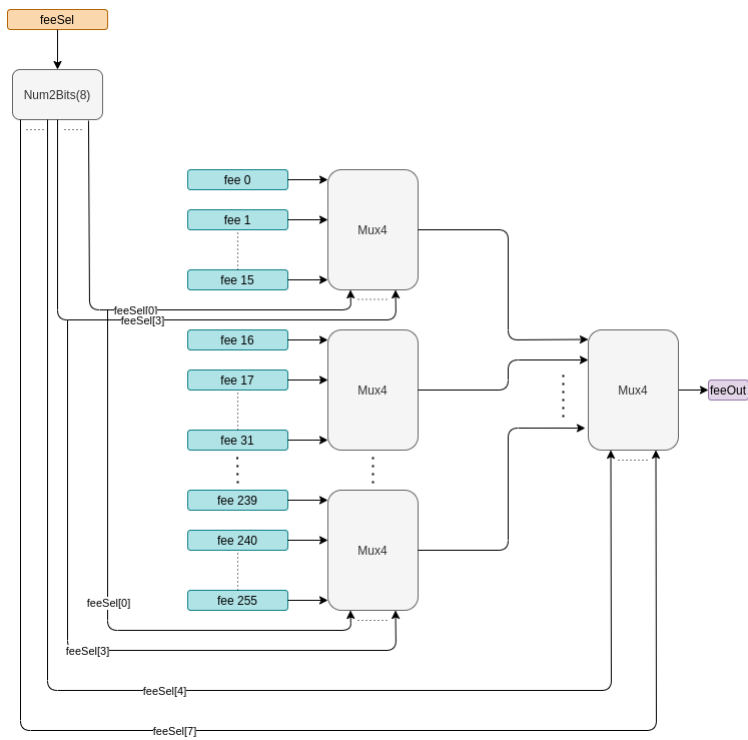 feeSel
Num2Bits(8)
fee 0
fee 1
Mux4
fee 15
feeSel[0]
feeSel[3]
fee 16
fee 17
Mux4
Mux4
feeOut
fee 31
fee 239
fee 240
Mux4
fee 255
feeSel[0]
feeSel[3]
feeSel[4]
feeSel[7]